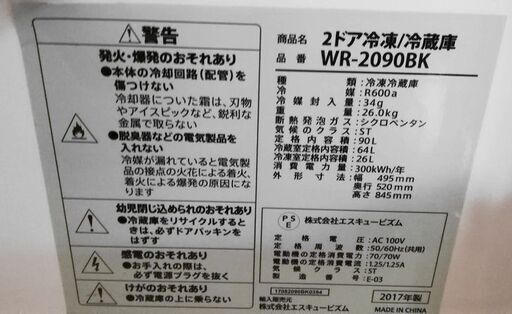 警告
発火・爆発のおそれあり
●本体の冷却回路(配管)を
傷つけない
冷却器についた霜は、刃物
やアイスピックなど、鋭利な
金属で取らない
●脱臭器などの電気製品を
入れない
冷媒が漏れていると電気製
品の接点の火花による着火、
着火による爆発の原因になり
ます
幼児閉じ込められのおそれあり
●冷蔵庫をリサイクルすると
きは、必ずドアパッキンを
はずす
感電のおそれあり
●お手入れの際は、
必ず電源プラグを抜く
けがのおそれあり
●冷蔵庫の上に乗らない
商品名 2ドア冷凍/冷蔵庫
品番 WR-2090BK
種類:冷凍冷蔵庫
冷媒:R600a
冷媒封入量:34g
質量:26.0kg
断熱発泡ガス:シクロペンタン
気候のクラス:ST
定格内容積:90L
冷蔵室定格内容積:64L
冷凍室定格内容積:26L
消費電力量:300kWh/年
外形寸法:幅 495mm
奥行 520mm
高さ 845mm
PSE 株式会社エスキュービズム
定格電圧:AC 100V
定格周波数:50/60Hz(共用)
電動機の定格消費電力:70/70W
電動機の定格電流:1.25/1.25A
気候クラス:ST
製番:E-03
17082090BK0394
2017年製
輸入販売元
株式会社エスキュービズム